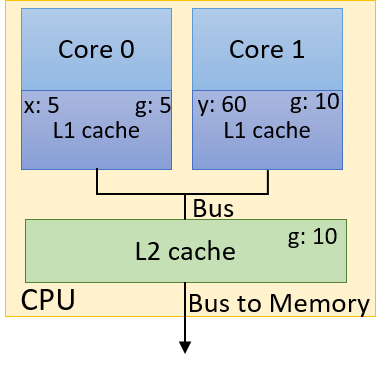 Core 0
Core 1
x: 5
g: 5
y: 60
g: 10
L1 cache
L1 cache
Bus
g: 10
L2 cache
CPU
Bus to Memory